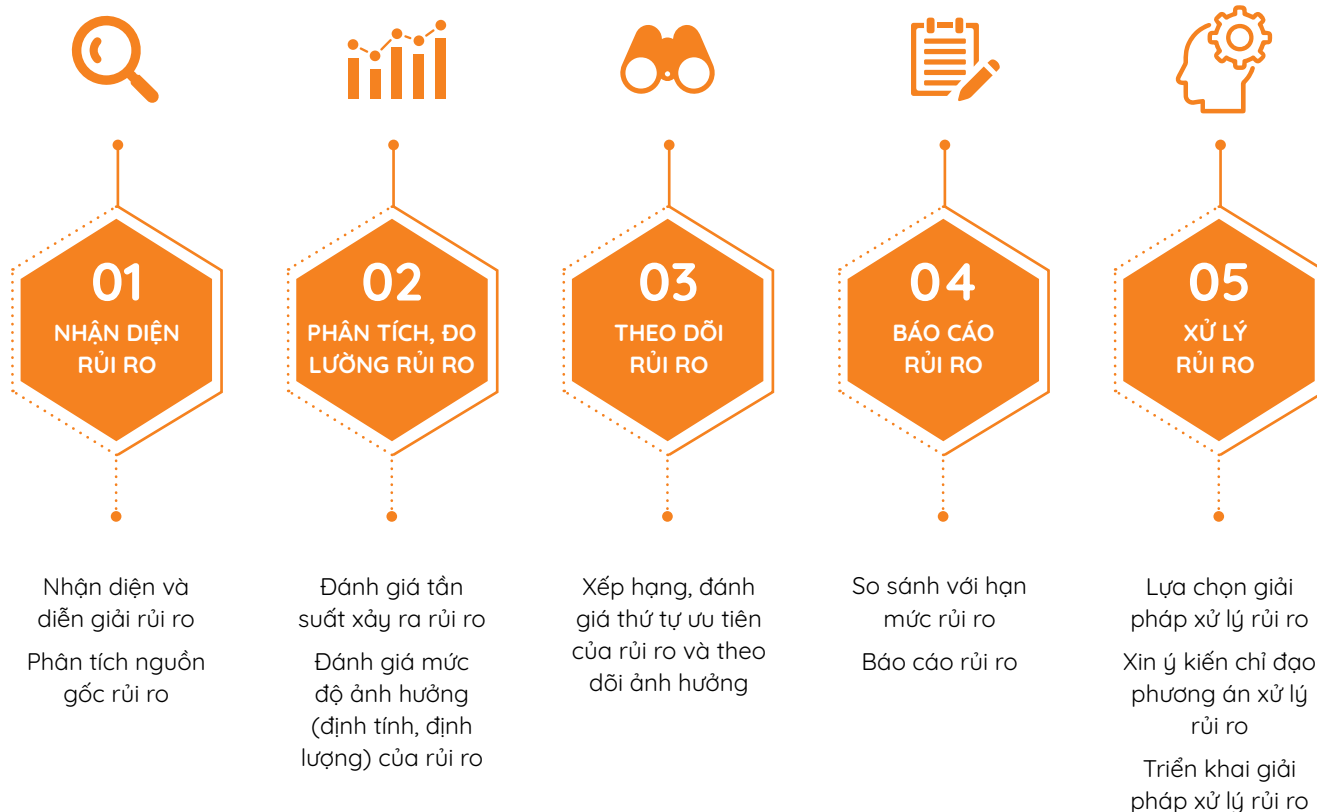 01
NHẬN DIỆN
RỦI RO
02
PHÂN TÍCH, ĐO
LƯỜNG RỦI RO
03
THEO DÕI
RỦI RO
04
BÁO CÁO
RỦI RO
05
XỬ LÝ
RỦI RO
Nhận diện và
diễn giải rủi ro
Phân tích nguồn
gốc rủi ro
Đánh giá tần
suất xảy ra rủi ro
Đánh giá mức
độ ảnh hưởng
(định tính, định
lượng) của rủi ro
Xếp hạng, đánh
giá thứ tự ưu tiên
của rủi ro và theo
dõi ảnh hưởng
So sánh với hạn
mức rủi ro
Báo cáo rủi ro
Lựa chọn giải
pháp xử lý rủi ro
Xin ý kiến chỉ đạo
phương án xử lý
rủi ro
Triển khai giải
pháp xử lý rủi ro